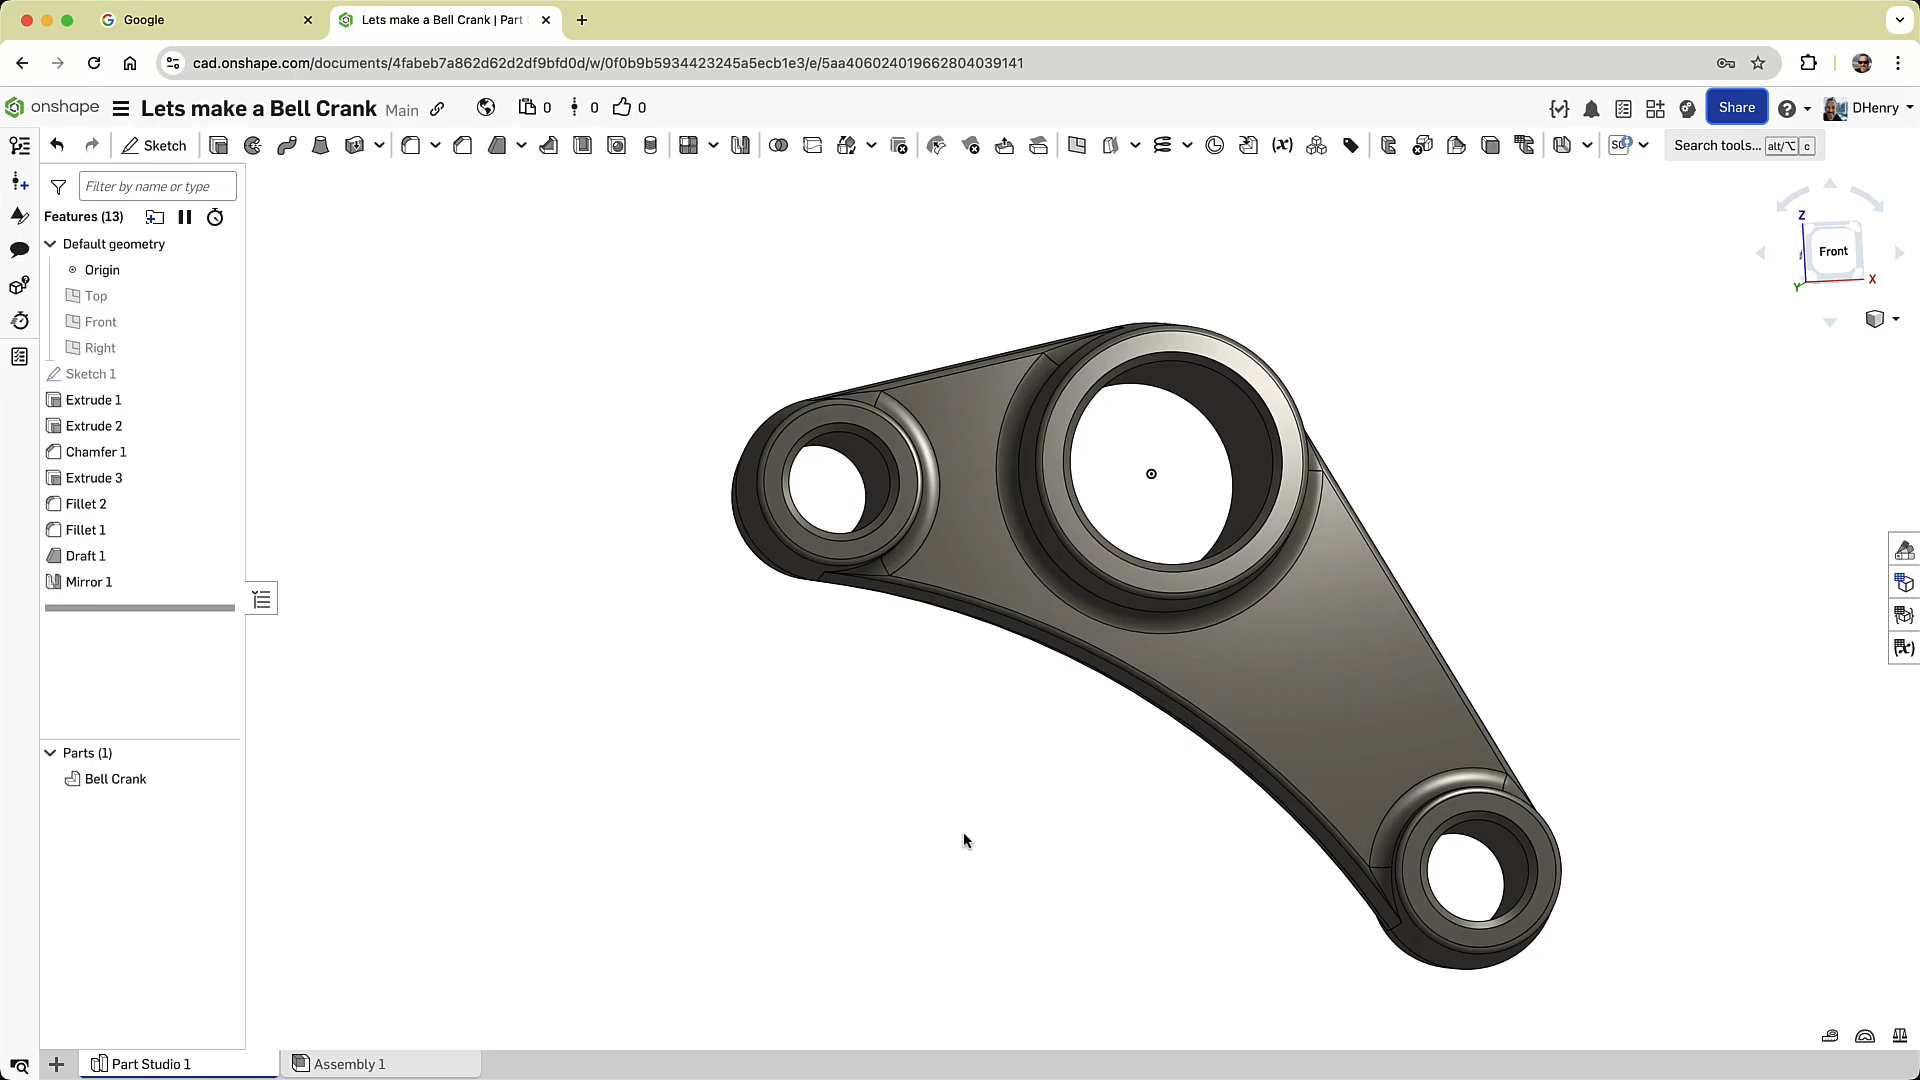 Google
Lets make a Bell Crank | Part
cad.onshape.com/documents/4fabeb7a862d62d2df9bfd0d/w/0f0b9b5934423245a5ecb1e3/e/5aa406024019662804039141
onshape
Lets make a Bell Crank
Main
0
0
0
Share
DHenry
Sketch
Search tools...
alt/⌥
c
Filter by name or type
Features (13)
Default geometry
Origin
Top
Front
Right
Sketch 1
Extrude 1
Extrude 2
Chamfer 1
Extrude 3
Fillet 2
Fillet 1
Draft 1
Mirror 1
Parts (1)
Bell Crank
Z
Front
X
Y
Part Studio 1
Assembly 1